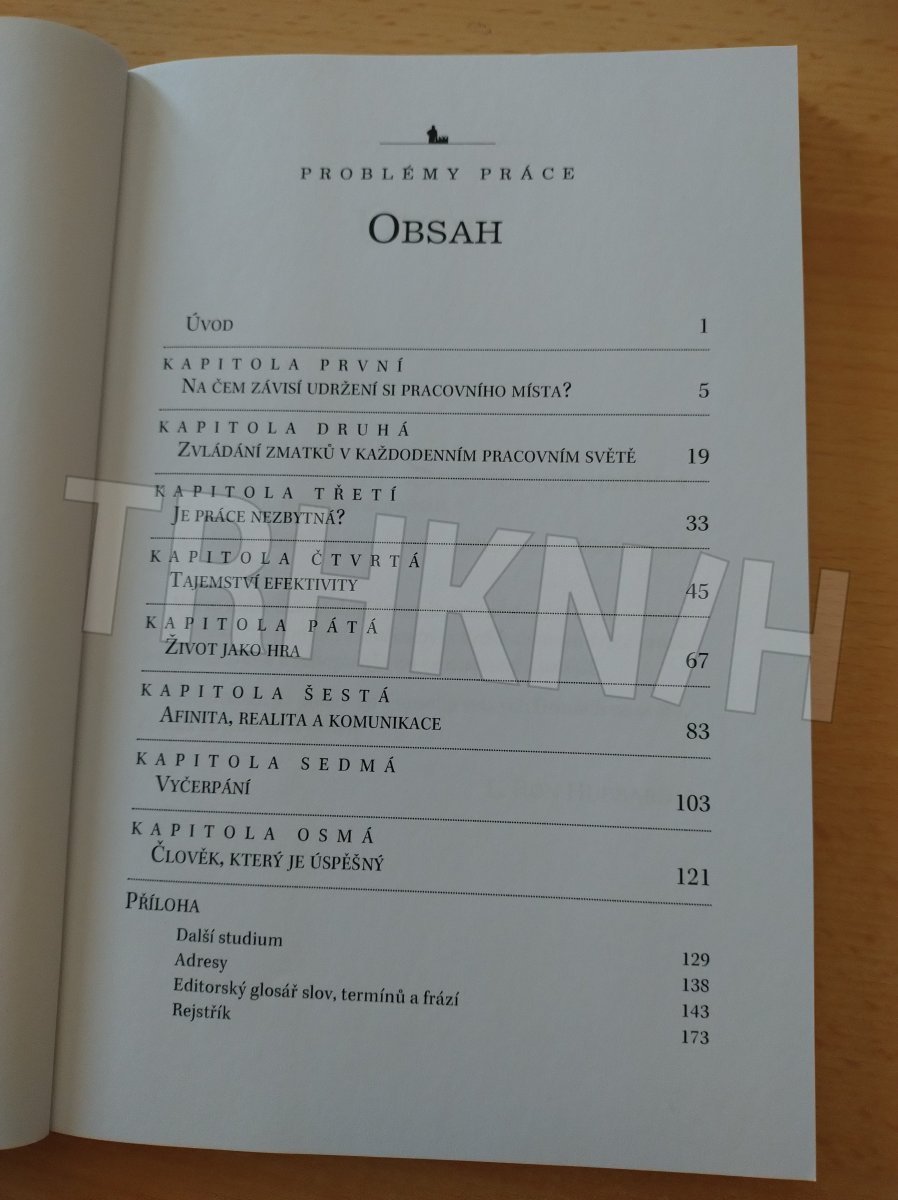 PROBLÉMY PRÁCE
OBSAH
ÚVOD 1
KAPITOLA PRVNÍ
NA ČEM ZÁVISÍ UDRŽENÍ SI PRACOVNÍHO MÍSTA? 5
KAPITOLA DRUHÁ
ZVLÁDÁNÍ ZMATKŮ V KAŽDODENNÍM PRACOVNÍM SVĚTĚ 19
KAPITOLA TŘETÍ
JE PRÁCE NEZBYTNÁ? 33
KAPITOLA ČTVRTÁ
TAJEMSTVÍ EFEKTIVITY 45
KAPITOLA PÁTÁ
ŽIVOT JAKO HRA 67
KAPITOLA ŠESTÁ
AFINITA, REALITA A KOMUNIKACE 83
KAPITOLA SEDMÁ
VYČERPÁNÍ 103
KAPITOLA OSMÁ
ČLOVĚK, KTERÝ JE ÚSPĚŠNÝ 121
PŘÍLOHA
Další studium 129
Adresy 138
Editorský glosář slov, termínů a frází 143
Rejstřík 173
TRHKNIH